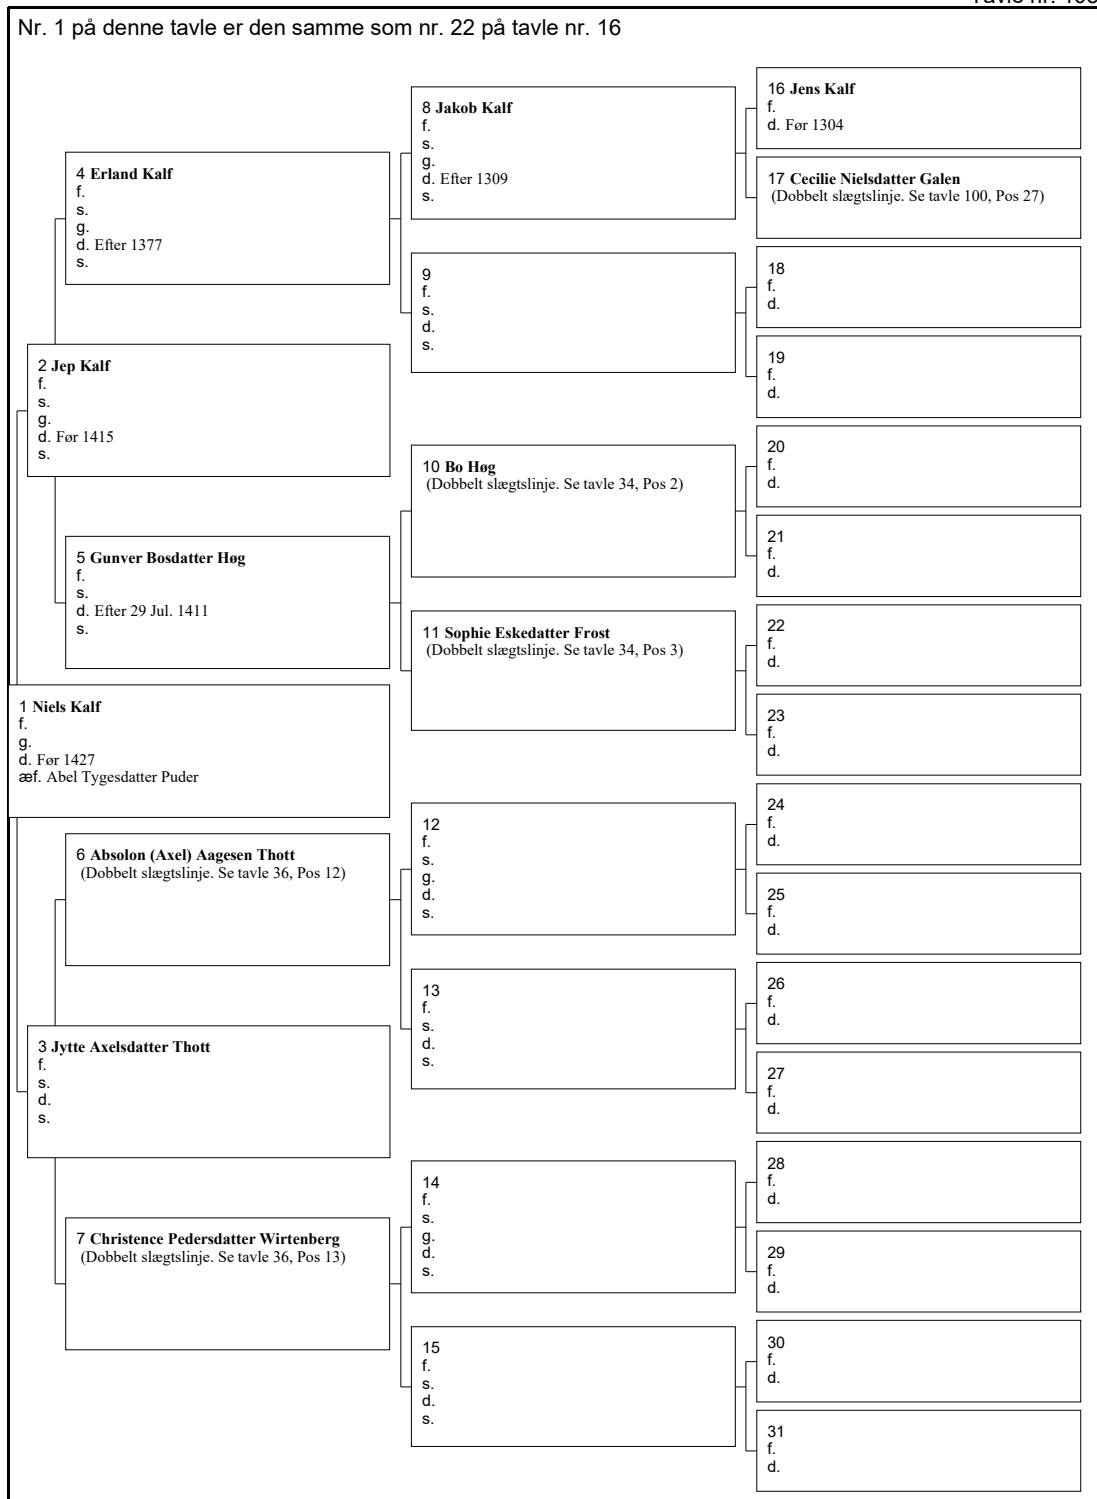 Nr. 1 på denne tavle er den samme som nr. 22 på tavle nr. 16
16 Jens Kalf
f.
d. Før 1304
8 Jakob Kalf
f.
s.
g.
d. Efter 1309
s.
17 Cecilie Nielsdatter Galen
(Dobbelt slægtslinje. Se tavle 100, Pos 27)
4 Erland Kalf
f.
s.
g.
d. Efter 1377
s.
18
f.
d.
9
f.
s.
d.
s.
19
f.
d.
2 Jep Kalf
f.
s.
g.
d. Før 1415
s.
20
f.
d.
10 Bo Høg
(Dobbelt slægtslinje. Se tavle 34, Pos 2)
21
f.
d.
5 Gunver Bosdatter Høg
f.
s.
d. Efter 29 Jul. 1411
s.
22
f.
d.
11 Sophie Eskedatter Frost
(Dobbelt slægtslinje. Se tavle 34, Pos 3)
23
f.
d.
1 Niels Kalf
f.
g.
d. Før 1427
æf. Abel Tygesdatter Puder
24
f.
d.
12
f.
s.
g.
d.
s.
6 Absolon (Axel) Aagesen Thott
(Dobbelt slægtslinje. Se tavle 36, Pos 12)
25
f.
d.
26
f.
d.
13
f.
s.
d.
s.
3 Jytte Axelsdatter Thott
f.
s.
d.
s.
27
f.
d.
28
f.
d.
14
f.
s.
g.
d.
s.
7 Christence Pedersdatter Wirtenberg
(Dobbelt slægtslinje. Se tavle 36, Pos 13)
29
f.
d.
30
f.
d.
15
f.
s.
d.
s.
31
f.
d.